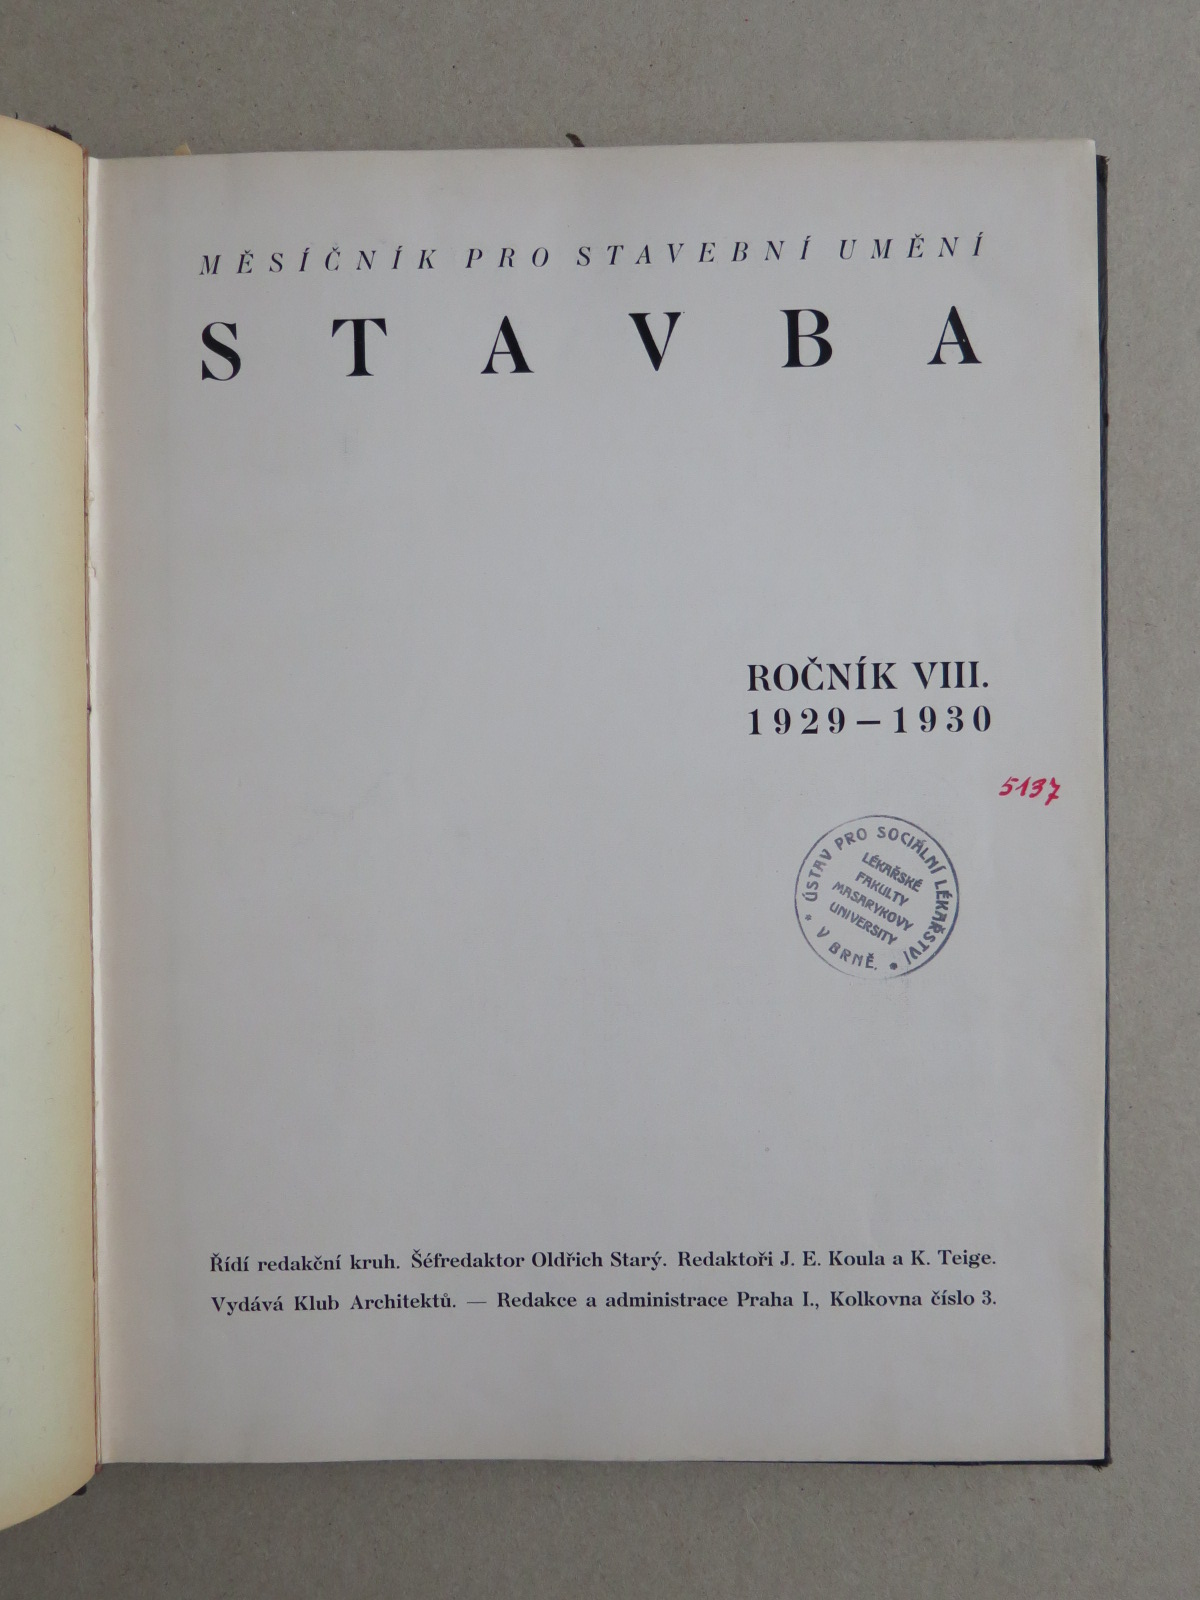 MĚSÍČNÍK PRO STAVEBNÍ UMĚNÍ
STAVBA
ROČNÍK VIII.
1929–1930
5137
* ÚSTAV PRO SOCIÁLNÍ LÉKAŘSTVÍ *
V BRNĚ.
LÉKAŘSKÉ
FAKULTY
MASARYKOVY
UNIVERSITY
Řídí redakční kruh. Šéfredaktor Oldřich Starý. Redaktoři J. E. Koula a K. Teige.
Vydává Klub Architektů. — Redakce a administrace Praha I., Kolkovna číslo 3.